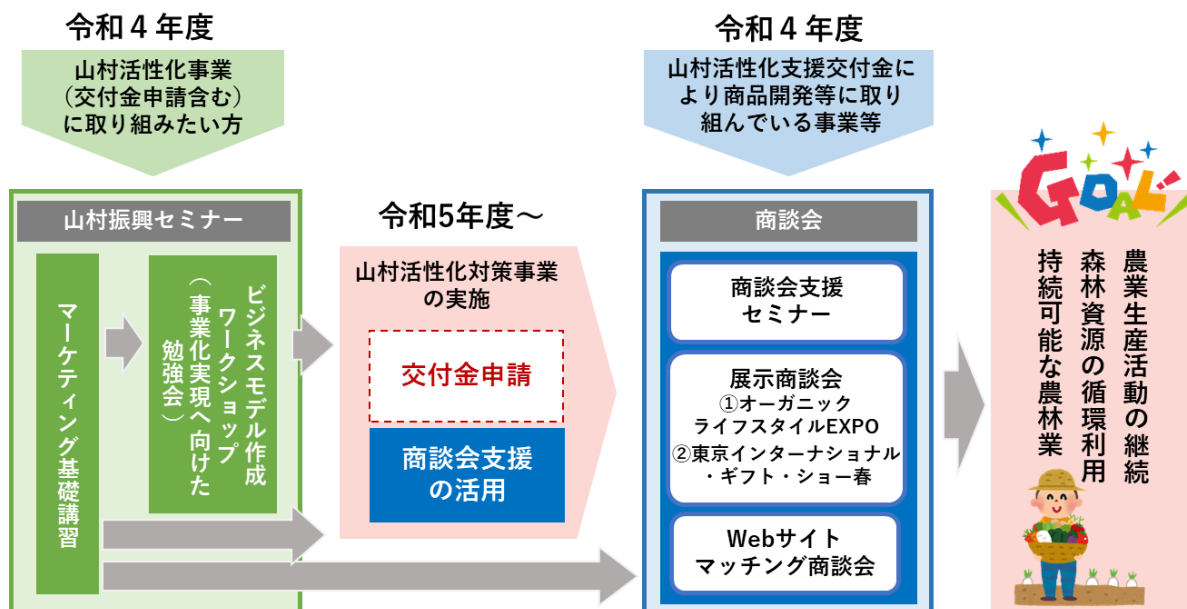 令和４年度
山村活性化事業
（交付金申請含む）
に取り組みたい方
山村振興セミナー
マーケティング基礎講習
ビジネスモデル作成
ワークショップ
（事業化実現へ向けた
勉強会）
令和5年度～
山村活性化対策事業
の実施
交付金申請
商談会支援
の活用
令和４年度
山村活性化支援交付金に
より商品開発等に取り
組んでいる事業等
商談会
商談会支援
セミナー
展示商談会
①オーガニック
ライフスタイルEXPO
②東京インターナショナル
・ギフト・ショー春
Webサイト
マッチング商談会
GOAL!
農業生産活動の継続
森林資源の循環利用
持続可能な農林業